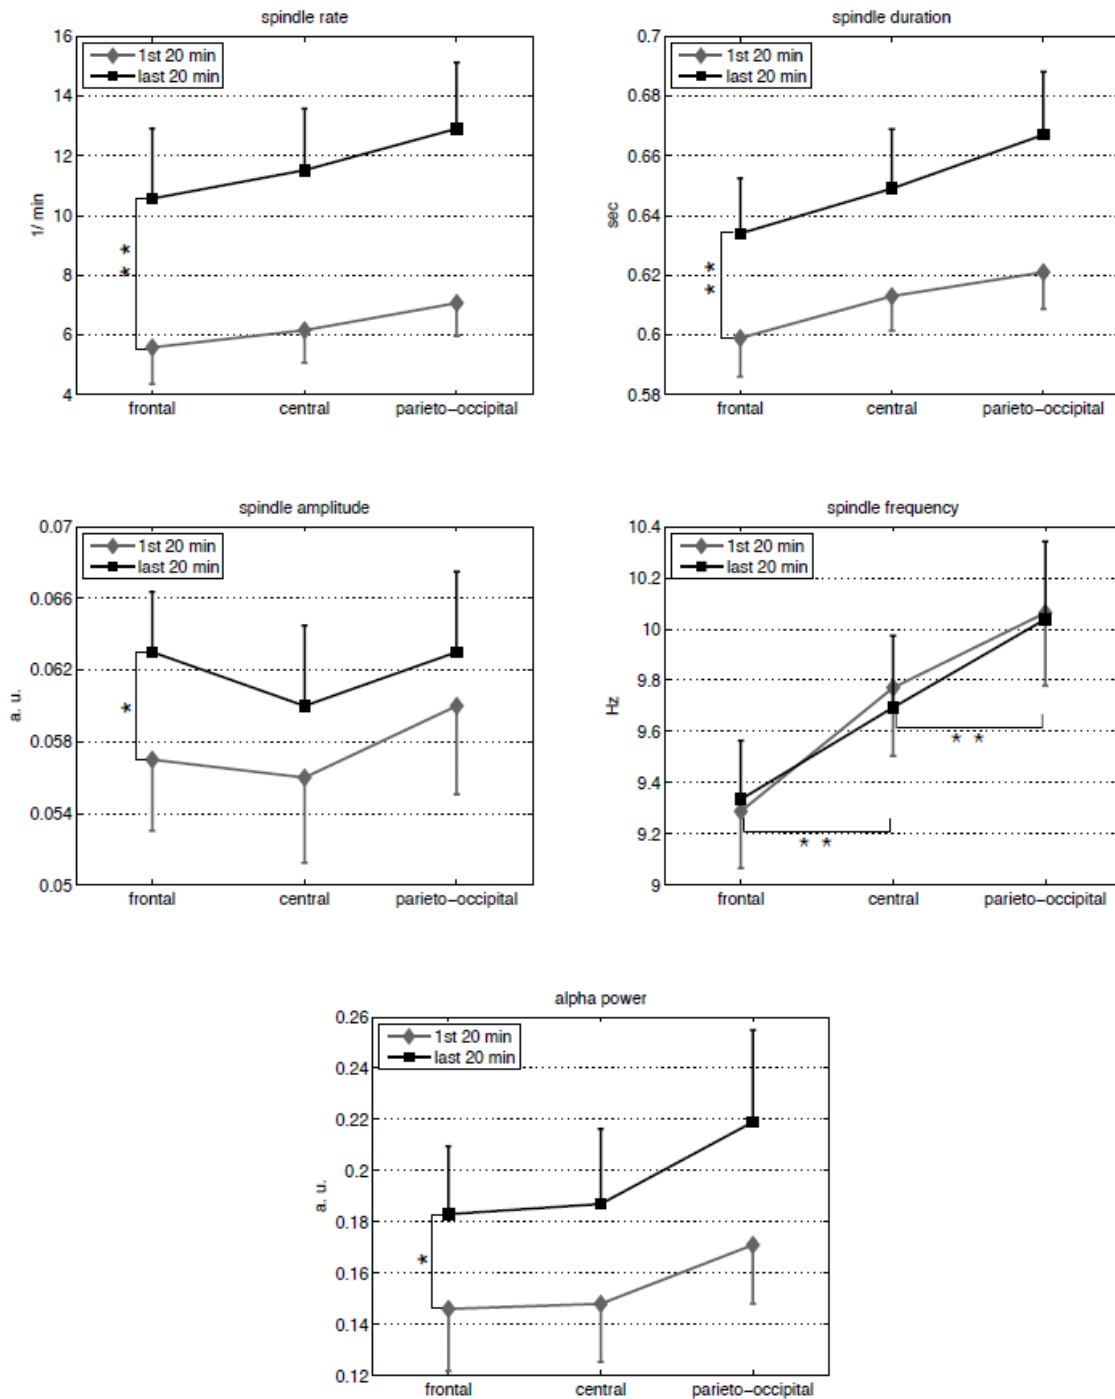 spindle rate
16
14
12
10
8
6
4
1/ min
1st 20 min
last 20 min
* *
frontal
central
parieto-occipital
spindle duration
0.7
0.68
0.66
0.64
0.62
0.6
0.58
sec
1st 20 min
last 20 min
* *
frontal
central
parieto-occipital
spindle amplitude
0.07
0.066
0.062
0.058
0.054
0.05
a. u.
1st 20 min
last 20 min
*
frontal
central
parieto-occipital
spindle frequency
10.4
10.2
10
9.8
9.6
9.4
9.2
9
Hz
1st 20 min
last 20 min
* *
* *
frontal
central
parieto-occipital
alpha power
0.26
0.24
0.22
0.2
0.18
0.16
0.14
0.12
a. u.
1st 20 min
last 20 min
*
frontal
central
parieto-occipital